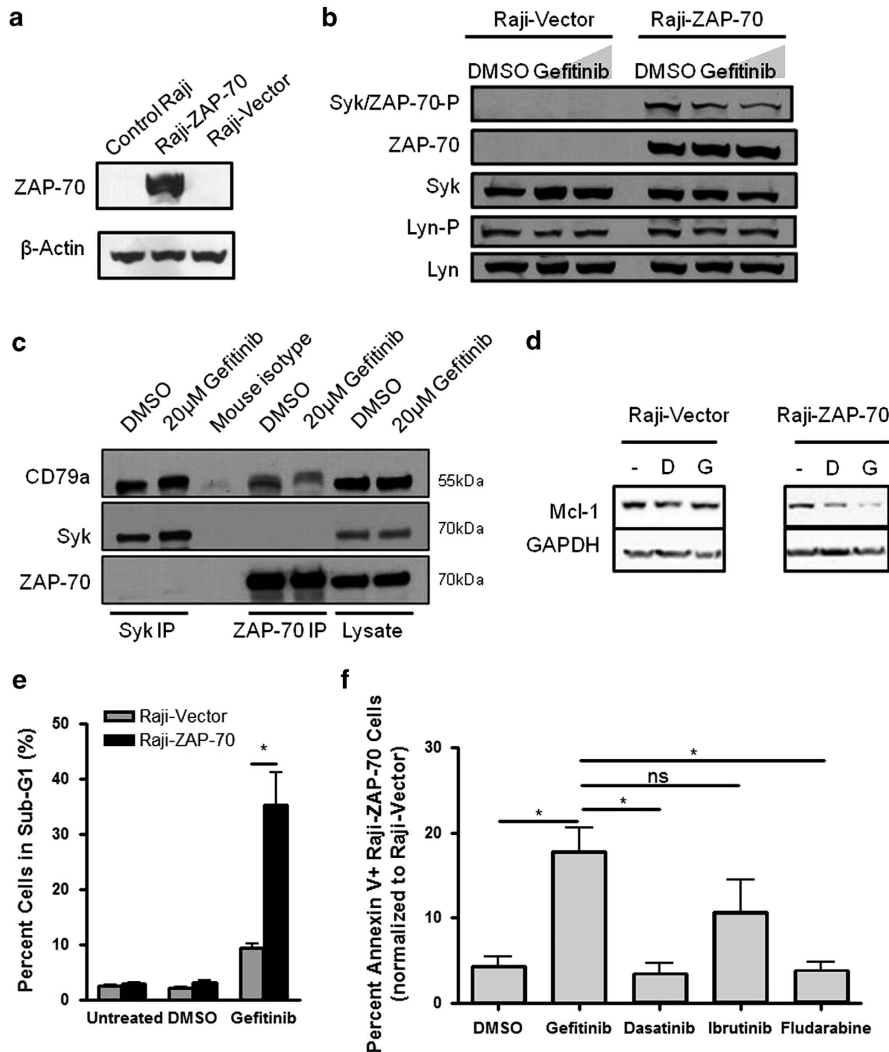 a
Control Raji
Raji-ZAP-70
Raji-Vector
ZAP-70
β-Actin
b
Raji-Vector Raji-ZAP-70
DMSO Gefitinib DMSO Gefitinib
Syk/ZAP-70-P
ZAP-70
Syk
Lyn-P
Lyn
c
DMSO
20µM Gefitinib
Mouse isotype
DMSO
20µM Gefitinib
DMSO
20µM Gefitinib
CD79a 55kDa
Syk 70kDa
ZAP-70 70kDa
Syk IP ZAP-70 IP Lysate
d
Raji-Vector Raji-ZAP-70
- D G - D G
Mcl-1
GAPDH
e
Raji-Vector
Raji-ZAP-70
Percent Cells in Sub-G1 (%)
50
40
30
20
10
0
*
Untreated DMSO Gefitinib
f
Percent Annexin V+ Raji-ZAP-70 Cells
(normalized to Raji-Vector)
30
20
10
0
*
ns
* *
DMSO Gefitinib Dasatinib Ibrutinib Fludarabine